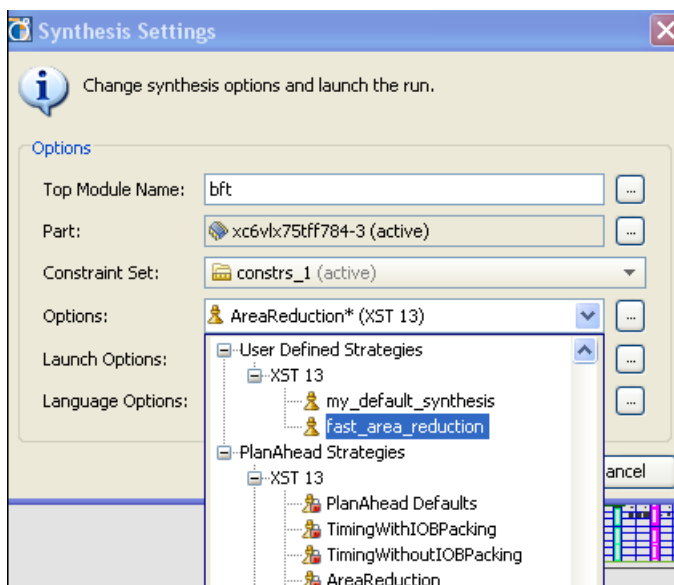 Synthesis Settings
Change synthesis options and launch the run.
Options
Top Module Name: bft ...
Part: xc6vlx75tff784-3 (active) ...
Constraint Set: constrs_1 (active)
Options: AreaReduction* (XST 13) ...
Launch Options: ...
Language Options: ...
User Defined Strategies
XST 13
my_default_synthesis
fast_area_reduction
PlanAhead Strategies
XST 13
PlanAhead Defaults
TimingWithIOBPacking
TimingWithoutIOBPacking
AreaReduction
ancel